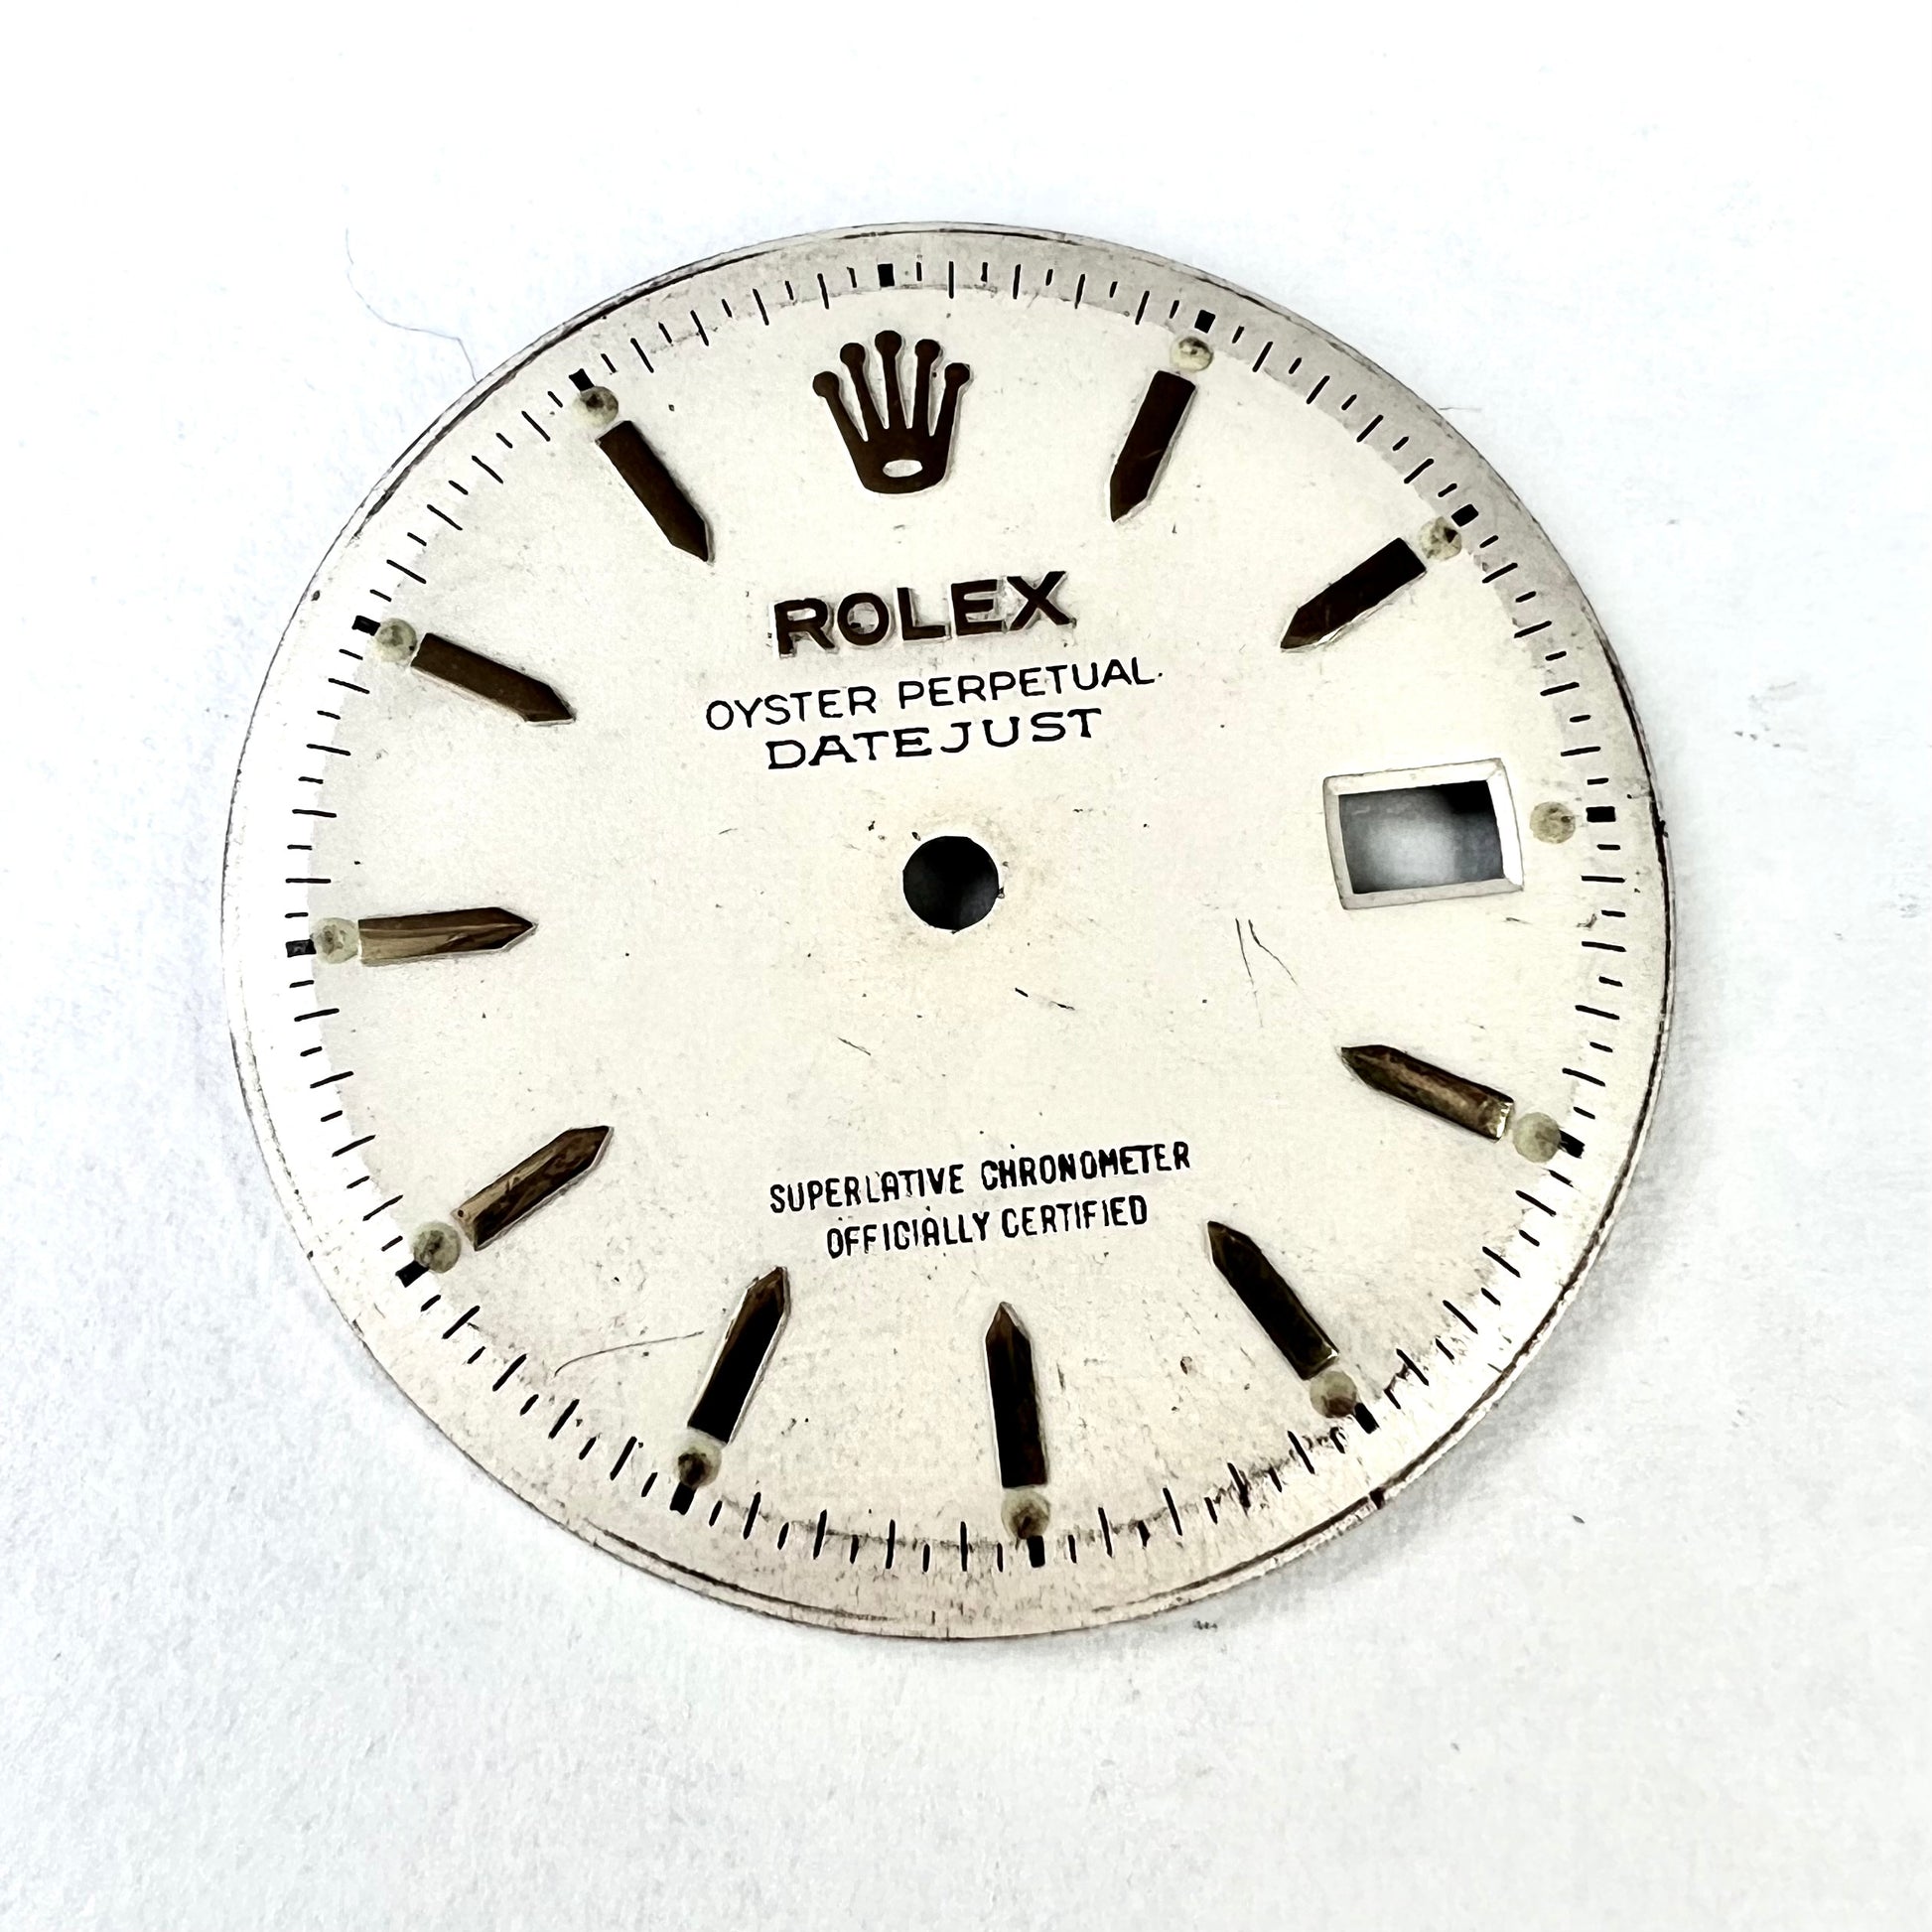 ROLEX
OYSTER PERPETUAL
DATEJUST
SUPERLATIVE CHRONOMETER
OFFICIALLY CERTIFIED